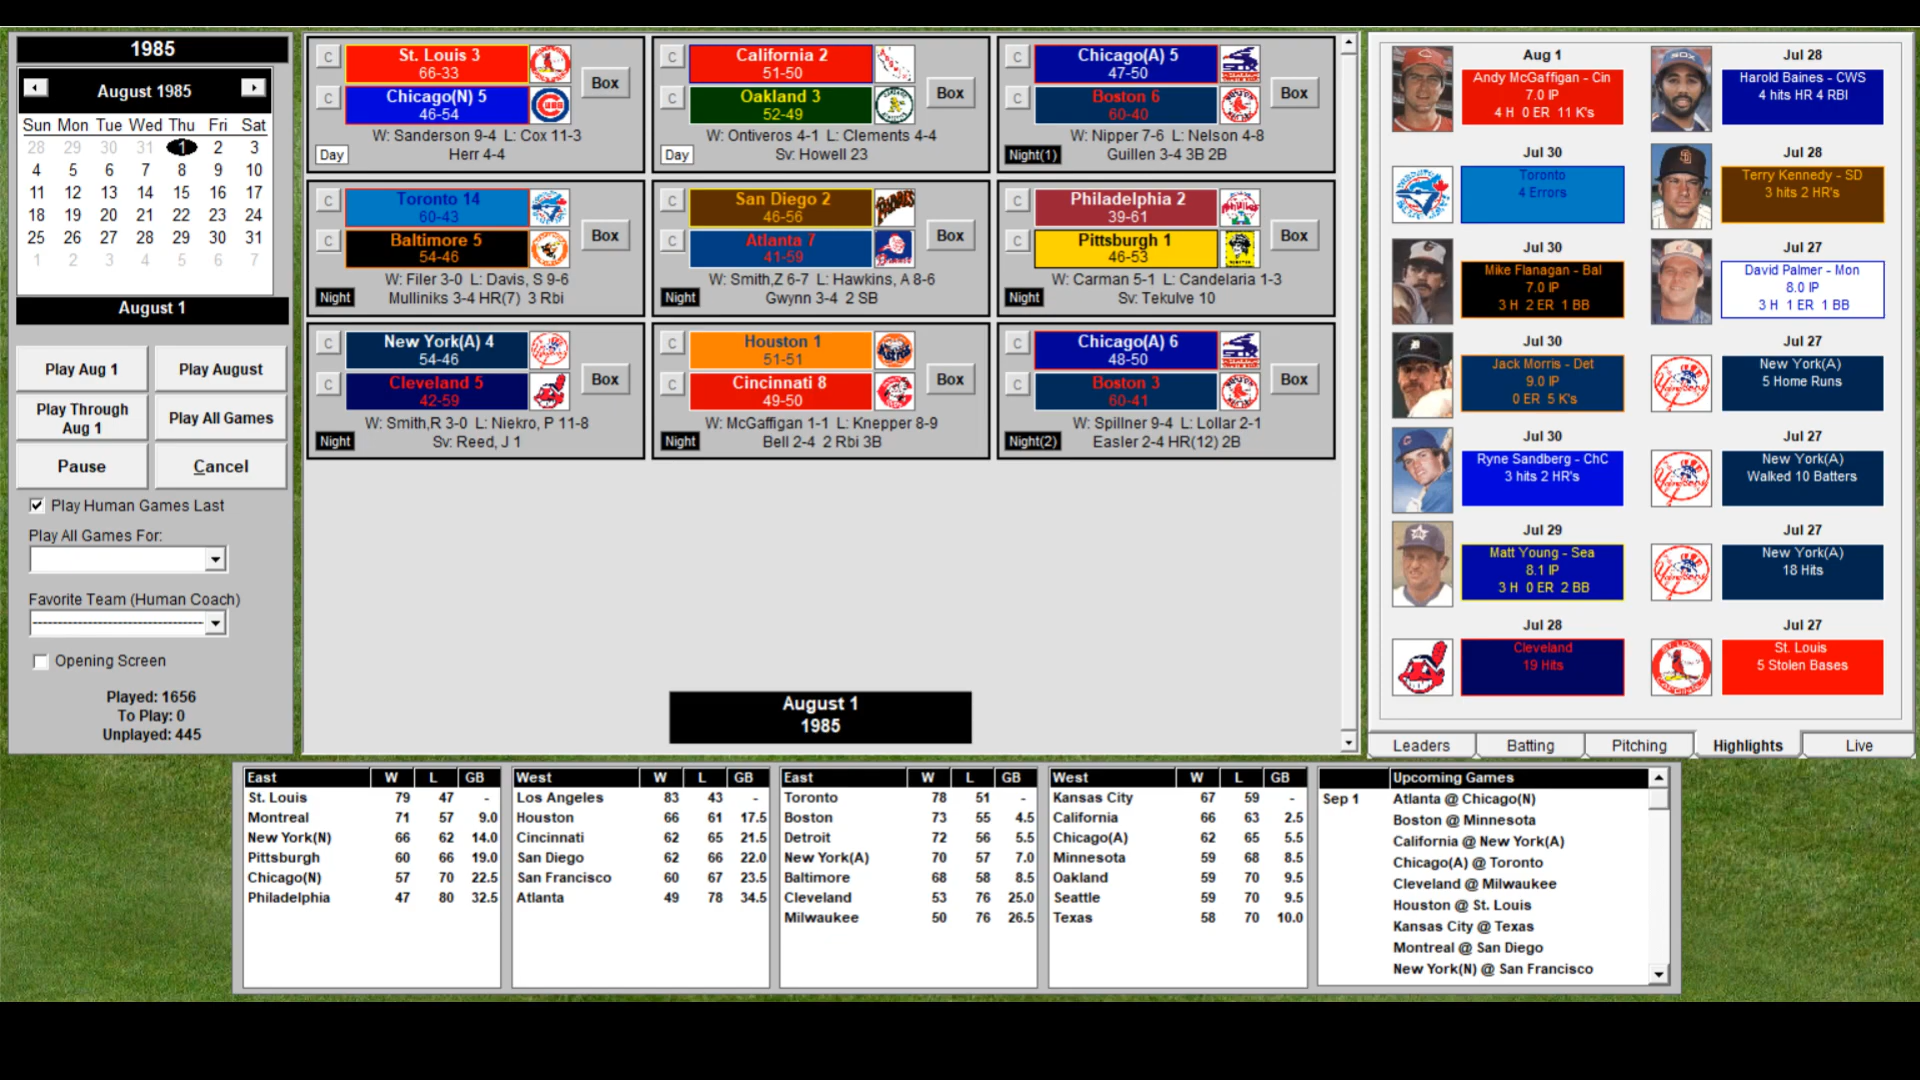 1985
August 1985
Sun Mon Tue Wed Thu Fri Sat
28 29 30 31 1 2 3
4 5 6 7 8 9 10
11 12 13 14 15 16 17
18 19 20 21 22 23 24
25 26 27 28 29 30 31
1 2 3 4 5 6 7
August 1
Play Aug 1
Play August
Play Through
Aug 1
Play All Games
Pause
Cancel
Play Human Games Last
Play All Games For:
Favorite Team (Human Coach)
Opening Screen
Played: 1656
To Play: 0
Unplayed: 445
C St. Louis 3
66-33
C Chicago(N) 5
46-54
Box
W: Sanderson 9-4 L: Cox 11-3
Day Herr 4-4
C California 2
51-50
C Oakland 3
52-49
Box
W: Ontiveros 4-1 L: Clements 4-4
Day Sv: Howell 23
C Chicago(A) 5
47-50
C Boston 6
60-40
Box
W: Nipper 7-6 L: Nelson 4-8
Night(1) Guillen 3-4 3B 2B
C Toronto 14
60-43
C Baltimore 5
54-46
Box
W: Filer 3-0 L: Davis, S 9-6
Night Mulliniks 3-4 HR(7) 3 Rbi
C San Diego 2
46-56
C Atlanta 7
41-59
Box
W: Smith,Z 6-7 L: Hawkins, A 8-6
Night Gwynn 3-4 2 SB
C Philadelphia 2
39-61
C Pittsburgh 1
46-53
Box
W: Carman 5-1 L: Candelaria 1-3
Night Sv: Tekulve 10
C New York(A) 4
54-46
C Cleveland 5
42-59
Box
W: Smith,R 3-0 L: Niekro, P 11-8
Night Sv: Reed, J 1
C Houston 1
51-51
C Cincinnati 8
49-50
Box
W: McGaffigan 1-1 L: Knepper 8-9
Night Bell 2-4 2 Rbi 3B
C Chicago(A) 6
48-50
C Boston 3
60-41
Box
W: Spillner 9-4 L: Lollar 2-1
Night(2) Easler 2-4 HR(12) 2B
August 1
1985
Aug 1
Andy McGaffigan - Cin
7.0 IP
4 H 0 ER 11 K's
Jul 30
Toronto
4 Errors
Jul 30
Mike Flanagan - Bal
7.0 IP
3 H 2 ER 1 BB
Jul 30
Jack Morris - Det
9.0 IP
0 ER 5 K's
Jul 30
Ryne Sandberg - ChC
3 hits 2 HR's
Jul 29
Matt Young - Sea
8.1 IP
3 H 0 ER 2 BB
Jul 28
Cleveland
19 Hits
Jul 28
Harold Baines - CWS
4 hits HR 4 RBI
Jul 28
Terry Kennedy - SD
3 hits 2 HR's
Jul 27
David Palmer - Mon
8.0 IP
3 H 1 ER 1 BB
Jul 27
New York(A)
5 Home Runs
Jul 27
New York(A)
Walked 10 Batters
Jul 27
New York(A)
18 Hits
Jul 27
St. Louis
5 Stolen Bases
Leaders Batting Pitching Highlights Live
East W L GB
St. Louis 79 47 -
Montreal 71 57 9.0
New York(N) 66 62 14.0
Pittsburgh 60 66 19.0
Chicago(N) 57 70 22.5
Philadelphia 47 80 32.5
West W L GB
Los Angeles 83 43 -
Houston 66 61 17.5
Cincinnati 62 65 21.5
San Diego 62 66 22.0
San Francisco 60 67 23.5
Atlanta 49 78 34.5
East W L GB
Toronto 78 51 -
Boston 73 55 4.5
Detroit 72 56 5.5
New York(A) 70 57 7.0
Baltimore 68 58 8.5
Cleveland 53 76 25.0
Milwaukee 50 76 26.5
West W L GB
Kansas City 67 59 -
California 66 63 2.5
Chicago(A) 62 65 5.5
Minnesota 59 68 8.5
Oakland 59 70 9.5
Seattle 59 70 9.5
Texas 58 70 10.0
Upcoming Games
Sep 1 Atlanta @ Chicago(N)
Boston @ Minnesota
California @ New York(A)
Chicago(A) @ Toronto
Cleveland @ Milwaukee
Houston @ St. Louis
Kansas City @ Texas
Montreal @ San Diego
New York(N) @ San Francisco